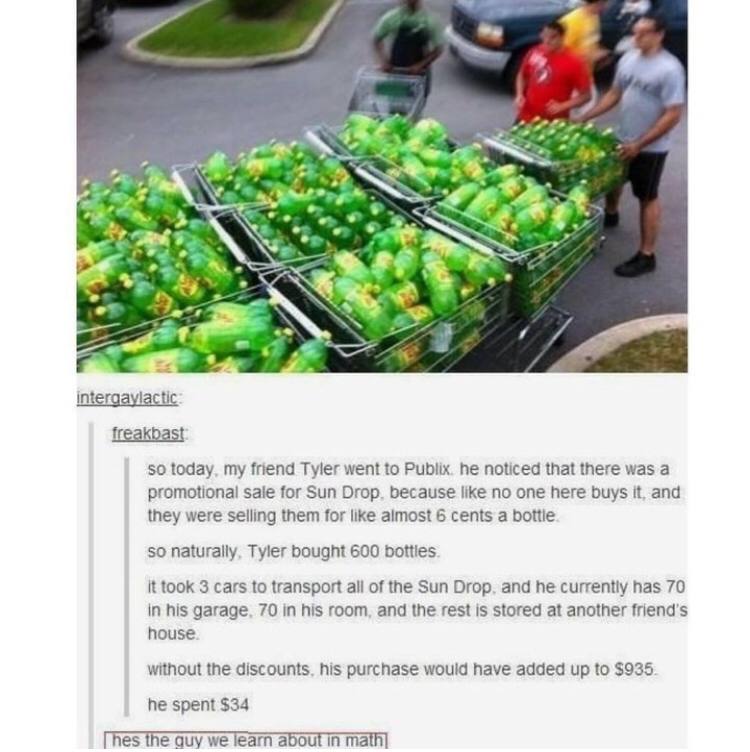 intergaylactic:
freakbast:
so today, my friend Tyler went to Publix. he noticed that there was a
promotional sale for Sun Drop, because like no one here buys it, and
they were selling them for like almost 6 cents a bottle.
so naturally, Tyler bought 600 bottles.
it took 3 cars to transport all of the Sun Drop, and he currently has 70
in his garage, 70 in his room, and the rest is stored at another friend's
house.
without the discounts, his purchase would have added up to $935.
he spent $34
hes the guy we learn about in math